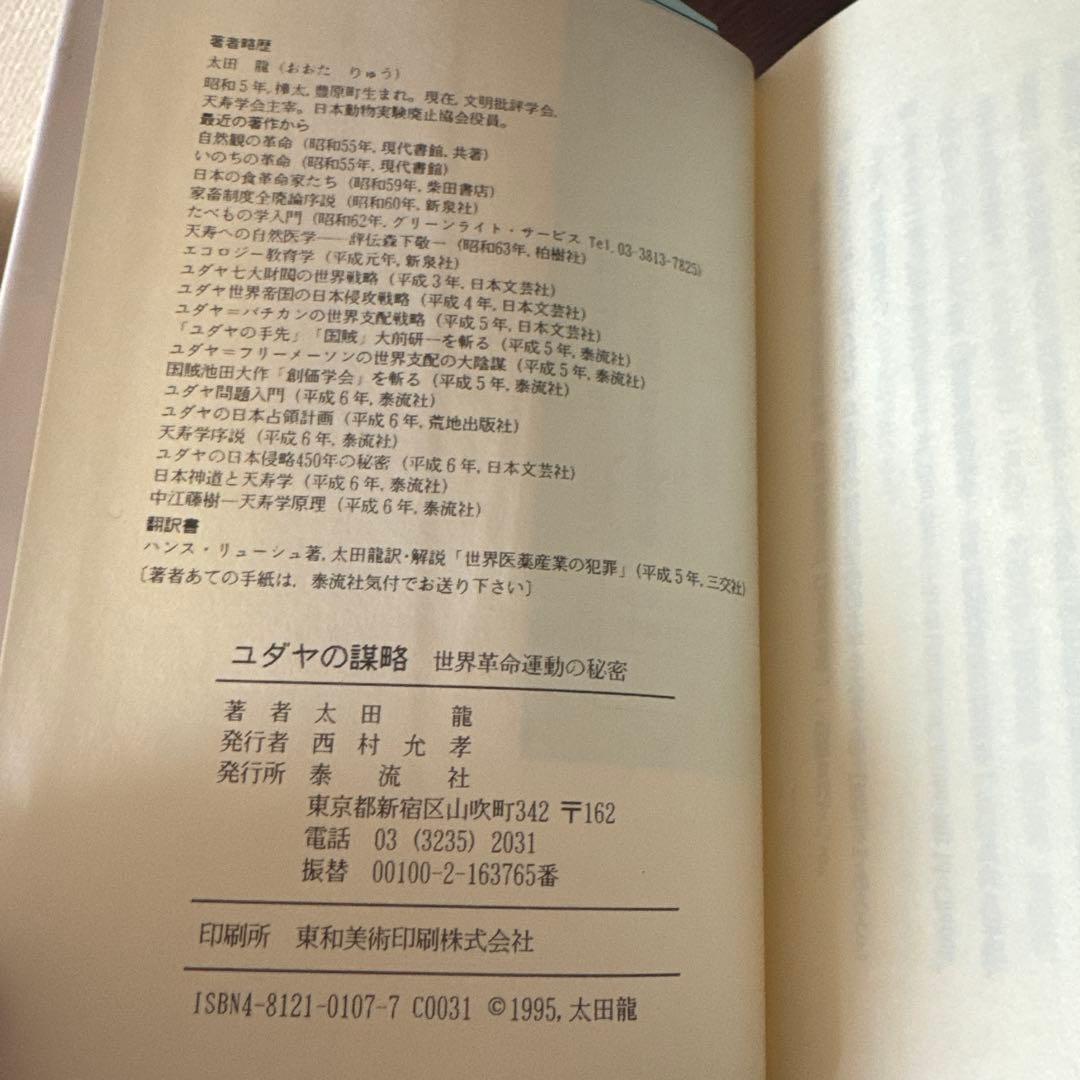 著者略歴
太田 龍(おおた りゅう)
昭和5年,樺太,豊原町生まれ。現在,文明批評学会,
天寿学会主宰。日本動物実験廃止協会役員。
最近の著作から
自然観の革命(昭和55年,現代書館,共著)
いのちの革命(昭和55年,現代書館)
日本の食革命家たち(昭和59年,柴田書店)
家畜制度全廃論序説(昭和60年,新泉社)
たべもの学入門(昭和62年,グリーンライト・サービス Tel.03-3813-7825)
天寿への自然医学――評伝森下敬一(昭和63年,柏樹社)
エコロジー教育学(平成元年,新泉社)
ユダヤ七大財閥の世界戦略(平成3年,日本文芸社)
ユダヤ世界帝国の日本侵攻戦略(平成4年,日本文芸社)
ユダヤ=バチカンの世界支配戦略(平成5年,日本文芸社)
「ユダヤの手先」「国賊」大前研一を斬る(平成5年,泰流社)
ユダヤ=フリーメーソンの世界支配の大陰謀(平成5年,泰流社)
国賊池田大作「創価学会」を斬る(平成5年,泰流社)
ユダヤ問題入門(平成6年,泰流社)
ユダヤの日本占領計画(平成6年,荒地出版社)
天寿学序説(平成6年,泰流社)
ユダヤの日本侵略450年の秘密(平成6年,日本文芸社)
日本神道と天寿学(平成6年,泰流社)
中江藤樹―天寿学原理(平成6年,泰流社)
翻訳書
ハンス・リューシュ著,太田龍訳・解説「世界医薬産業の犯罪」(平成5年,三交社)
〔著者あての手紙は,泰流社気付でお送り下さい〕
ユダヤの謀略 世界革命運動の秘密
著者 太田 龍
発行者 西村允孝
発行所 泰流社
東京都新宿区山吹町342 〒162
電話 03 (3235) 2031
振替 00100-2-163765番
印刷所 東和美術印刷株式会社
ISBN4-8121-0107-7 C0031 ©1995,太田龍